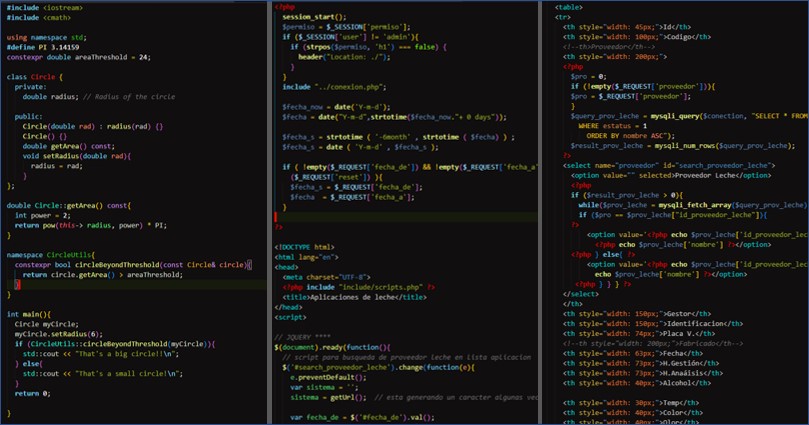 #include <iostream>
#include <cmath>
using namespace std;
#define PI 3.14159
constexpr double areaThreshold = 24;
class Circle {
private:
double radius; // Radius of the circle
public:
Circle(double rad) : radius(rad) {}
Circle() {}
double getArea() const;
void setRadius(double rad){
radius = rad;
}
};
double Circle::getArea() const{
int power = 2;
return pow(this-> radius, power) * PI;
}
namespace CircleUtils{
constexpr bool circleBeyondThreshold(const Circle& circle){
return circle.getArea() > areaThreshold;
}
}
int main(){
Circle myCircle;
myCircle.setRadius(6);
if (CircleUtils::circleBeyondThreshold(myCircle)){
std::cout << "That's a big circle!!\n";
} else{
std::cout << "That's a small circle!\n";
}
return 0;
}
<?php
session_start();
$permiso = $_SESSION['permiso'];
if ($_SESSION['user'] != 'admin'){
if (strpos($permiso, 'h1') === false) {
header("Location: ./");
}
}
include "../conexion.php";
$fecha_now = date('Y-m-d');
$fecha = date("Y-m-d",strtotime($fecha_now."+ 0 days"));
$fecha_s = strtotime ( '-6month' , strtotime ( $fecha) ) ;
$fecha_s = date ( 'Y-m-d' , $fecha_s );
if ( !empty($_REQUEST['fecha_de']) && !empty($_REQUEST['fecha_a'
($_REQUEST['reset']) ){
$fecha_s = $_REQUEST['fecha_de'];
$fecha = $_REQUEST['fecha_a'];
}
?>
<!DOCTYPE html>
<html lang="en">
<head>
<meta charset="UTF-8">
<?php include "include/scripts.php" ?>
<title>Aplicaciones de leche</title>
</head>
<script>
// JQUERY ****
$(document).ready(function(){
// script para busqueda de proveedor leche en lista aplicacion
$('#search_proveedor_leche').change(function(e){
e.preventDefault();
var sistema = '';
sistema = getUrl(); // esta generando un caracter algunas vec
var fecha_de = $('#fecha_de').val();
<table>
<tr>
<th style="width: 45px;">Id</th>
<th style="width: 100px;">Codigo</th>
<!--th>Proveedor</th-->
<th style="width: 200px;">
<?php
$pro = 0;
if (!empty($_REQUEST['proveedor'])){
$pro = $_REQUEST['proveedor'];
}
$query_prov_leche = mysqli_query($conection, "SELECT * FROM
WHERE estatus = 1
ORDER BY nombre ASC");
$result_prov_leche = mysqli_num_rows($query_prov_leche);
?>
<select name="proveedor" id="search_proveedor_leche">
<option value="" selected>Proveedor Leche</option>
<?php
if ($result_prov_leche > 0){
while($prov_leche = mysqli_fetch_array($query_prov_leche)
if ($pro == $prov_leche["id_proveedor_leche"]){
?>
<option value="<?php echo $prov_leche['id_proveedor_lech
<?php echo $prov_leche['nombre'] ?></option>
<?php } else{ ?>
<option value="<?php echo $prov_leche['id_proveedor_lech
echo $prov_leche['nombre'] ?></option>
<?php } } } ?>
</select>
</th>
<th style="width: 150px;">Gestor</th>
<th style="width: 150px;">Identificacion</th>
<th style="width: 74px;">Placa V.</th>
<!--th style="width: 200px;">Fabricado</th-->
<th style="width: 63px;">Fecha</th>
<th style="width: 73px;">H.Gestión</th>
<th style="width: 73px;">H.Anaáisis</th>
<th style="width: 40px;">Alcohol</th>
<th style="width: 30px;">Temp</th>
<th style="width: 40px;">Color</th>
<th style="width: 40px;">Olor</th>